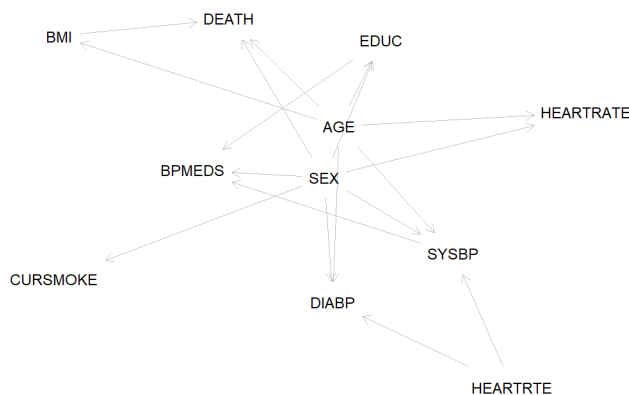 DEATH
BMI
EDUC
HEARTRATE
AGE
BPMEDS
SEX
SYSBP
CURSMOKE
DIABP
HEARTRTE